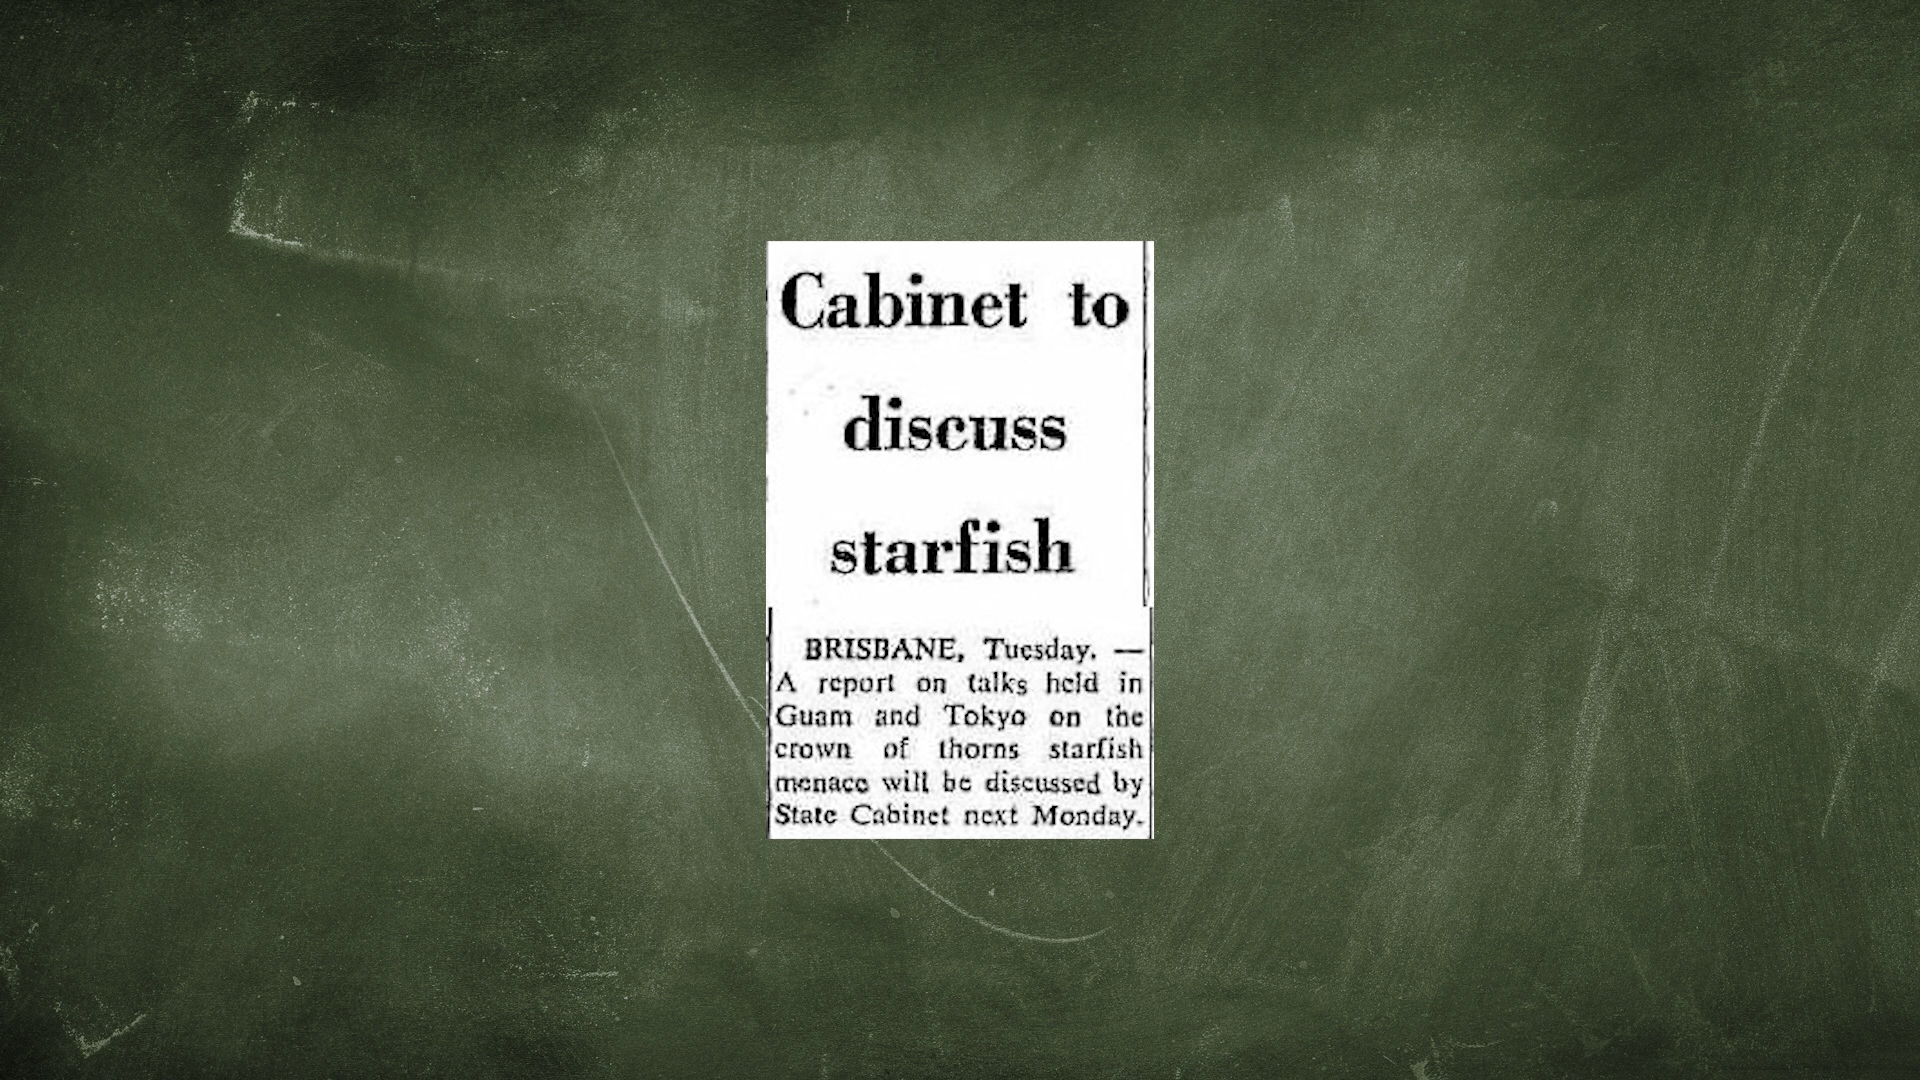 Cabinet to
discuss
starfish
BRISBANE, Tuesday. —
A report on talks held in
Guam and Tokyo on the
crown of thorns starfish
menace will be discussed by
State Cabinet next Monday.